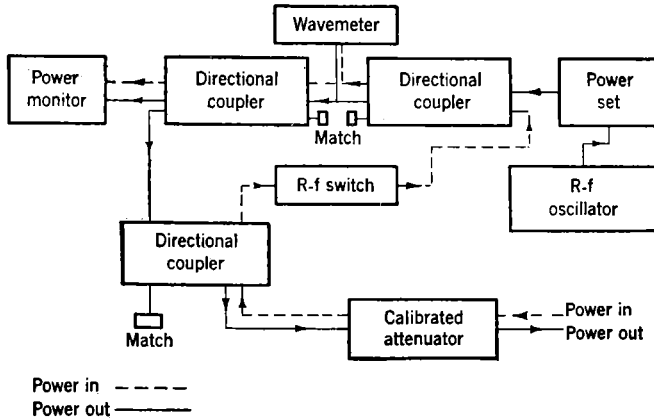 Wavemeter
Power
monitor
Directional
coupler
Directional
coupler
Power
set
Match
R-f switch
R-f
oscillator
Directional
coupler
Match
Calibrated
attenuator
Power in
Power out
Power in
Power out